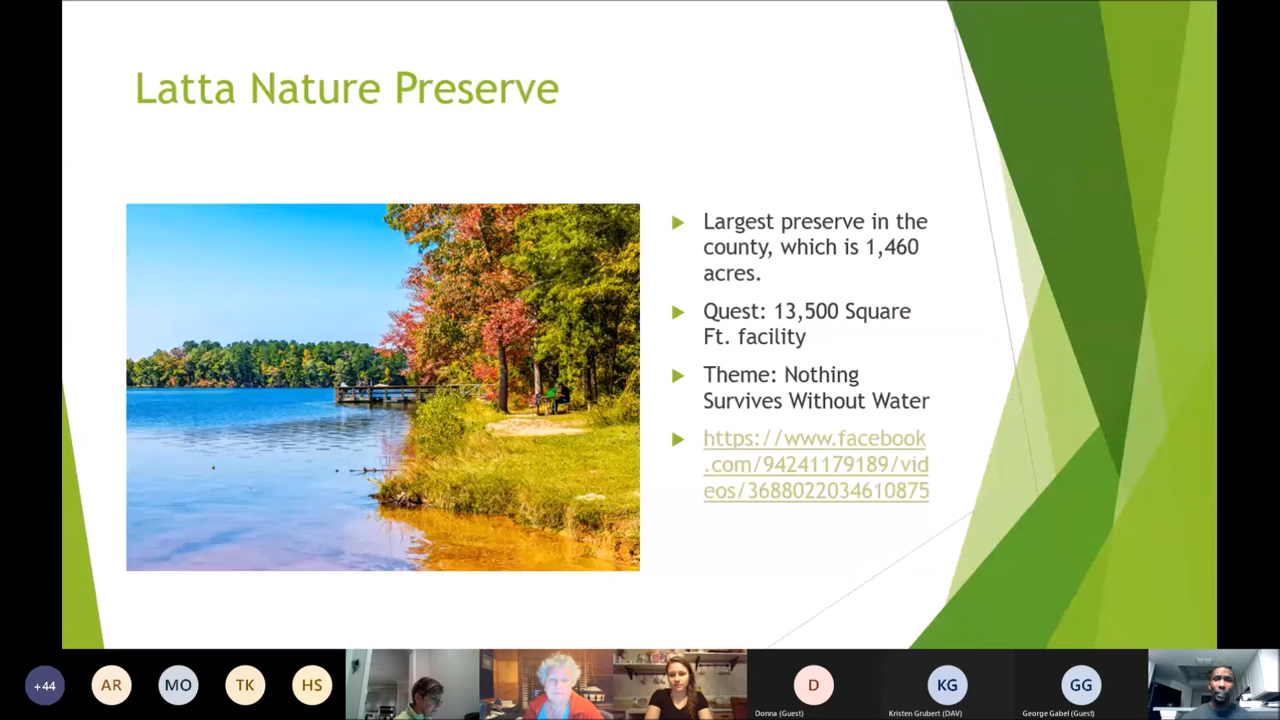 Latta Nature Preserve
Largest preserve in the
county, which is 1,460
acres.
Quest: 13,500 Square
Ft. facility
Theme: Nothing
Survives Without Water
https://www.facebook
.com/94241179189/vid
eos/3688022034610875
+44
AR
MO
TK
HS
D
KG
GG
Donna (Guest)
Kristen Grubert (DAV)
George Gabel (Guest)